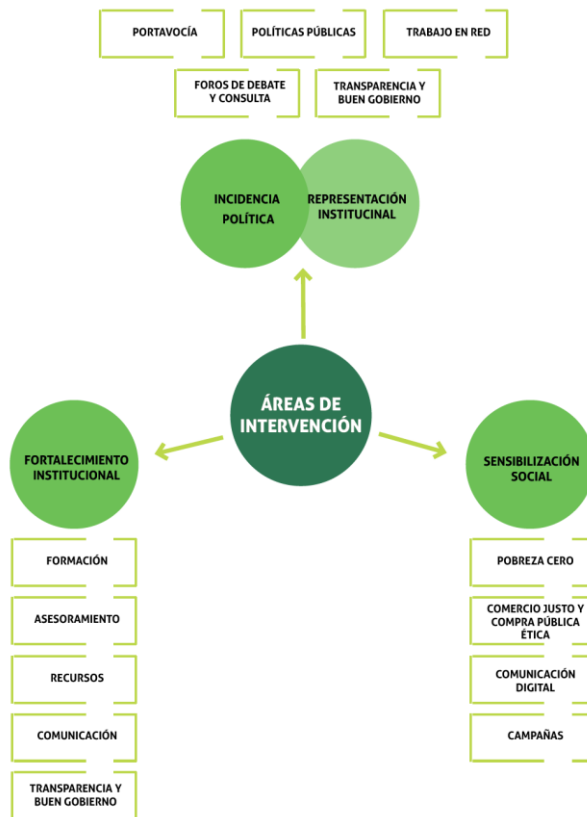 PORTAVOCÍA
POLÍTICAS PÚBLICAS
TRABAJO EN RED
FOROS DE DEBATE
Y CONSULTA
TRANSPARENCIA Y
BUEN GOBIERNO
INCIDENCIA
POLÍTICA
REPRESENTACIÓN
INSTITUCINAL
ÁREAS DE
INTERVENCIÓN
FORTALECIMIENTO
INSTITUCIONAL
FORMACIÓN
ASESORAMIENTO
RECURSOS
COMUNICACIÓN
TRANSPARENCIA Y
BUEN GOBIERNO
SENSIBILIZACIÓN
SOCIAL
POBREZA CERO
COMERCIO JUSTO Y
COMPRA PÚBLICA
ÉTICA
COMUNICACIÓN
DIGITAL
CAMPAÑAS